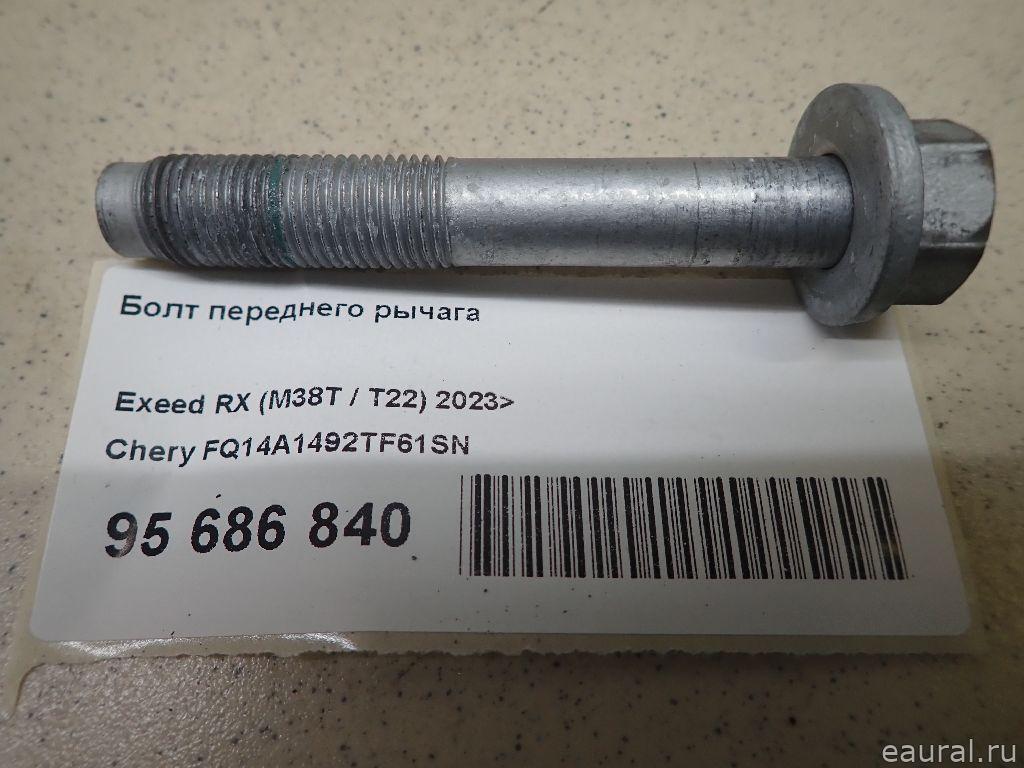 Болт переднего рычага
Exeed RX (M38T / T22) 2023>
Chery FQ14A1492TF61SN
95 686 840
eaural.ru